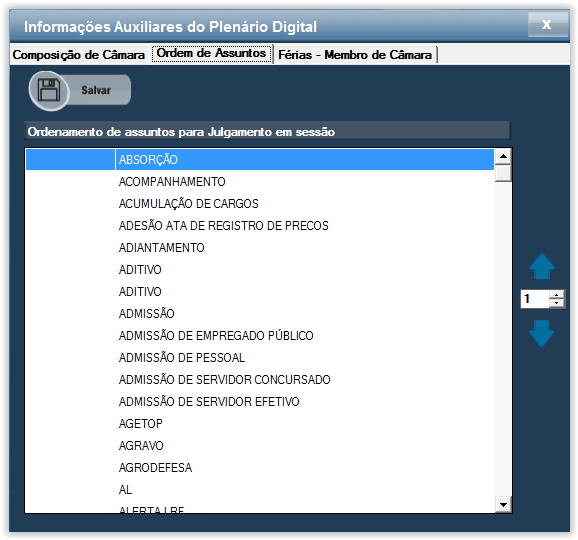 Informações Auxiliares do Plenário Digital
X
Composição de Câmara Ordem de Assuntos Férias - Membro de Câmara
Salvar
Ordenamento de assuntos para Julgamento em sessão
ABSORÇÃO
ACOMPANHAMENTO
ACUMULAÇÃO DE CARGOS
ADESÃO ATA DE REGISTRO DE PRECOS
ADIANTAMENTO
ADITIVO
ADITIVO
ADMISSÃO
ADMISSÃO DE EMPREGADO PÚBLICO
ADMISSÃO DE PESSOAL
ADMISSÃO DE SERVIDOR CONCURSADO
ADMISSÃO DE SERVIDOR EFETIVO
AGETOP
AGRAVO
AGRODEFESA
AL
ALERTA LRF
1